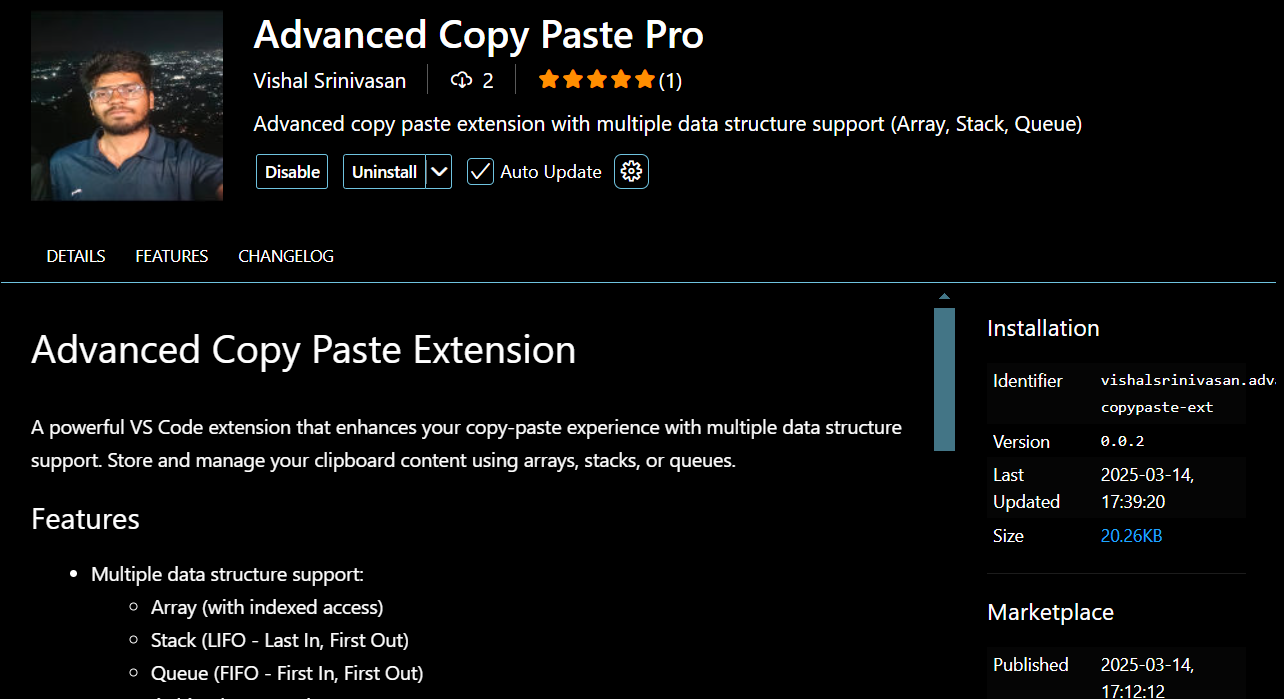 Advanced Copy Paste Pro
Vishal Srinivasan 2 (1)
Advanced copy paste extension with multiple data structure support (Array, Stack, Queue)
Disable Uninstall Auto Update
DETAILS FEATURES CHANGELOG
Advanced Copy Paste Extension
A powerful VS Code extension that enhances your copy-paste experience with multiple data structure
support. Store and manage your clipboard content using arrays, stacks, or queues.
Features
• Multiple data structure support:
○ Array (with indexed access)
○ Stack (LIFO - Last In, First Out)
○ Queue (FIFO - First In, First Out)
Installation
Identifier vishalsrinivasan.adv
copypaste-ext
Version 0.0.2
Last 2025-03-14,
Updated 17:39:20
Size 20.26KB
Marketplace
Published 2025-03-14,
17:12:12